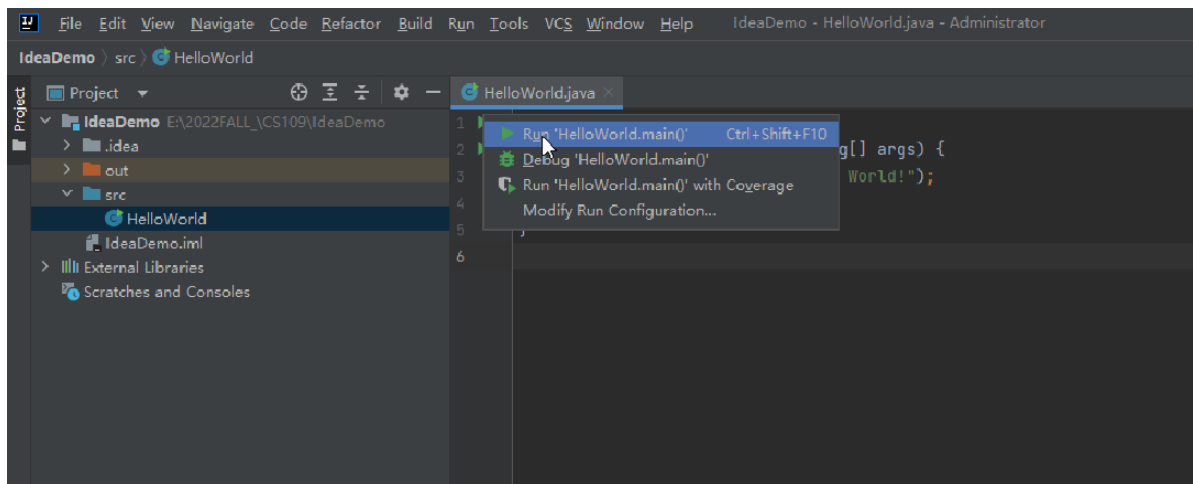 File Edit View Navigate Code Refactor Build Run Tools VCS Window Help IdeaDemo - HelloWorld.java - Administrator
IdeaDemo 〉 src 〉 HelloWorld
Project
Project
HelloWorld.java ×
IdeaDemo E:\2022FALL_\CS109\IdeaDemo
.idea
out
src
HelloWorld
IdeaDemo.iml
External Libraries
Scratches and Consoles
1
2 g[] args) {
3 World!");
4
5 }
6
Run 'HelloWorld.main()' Ctrl+Shift+F10
Debug 'HelloWorld.main()'
Run 'HelloWorld.main()' with Coverage
Modify Run Configuration...